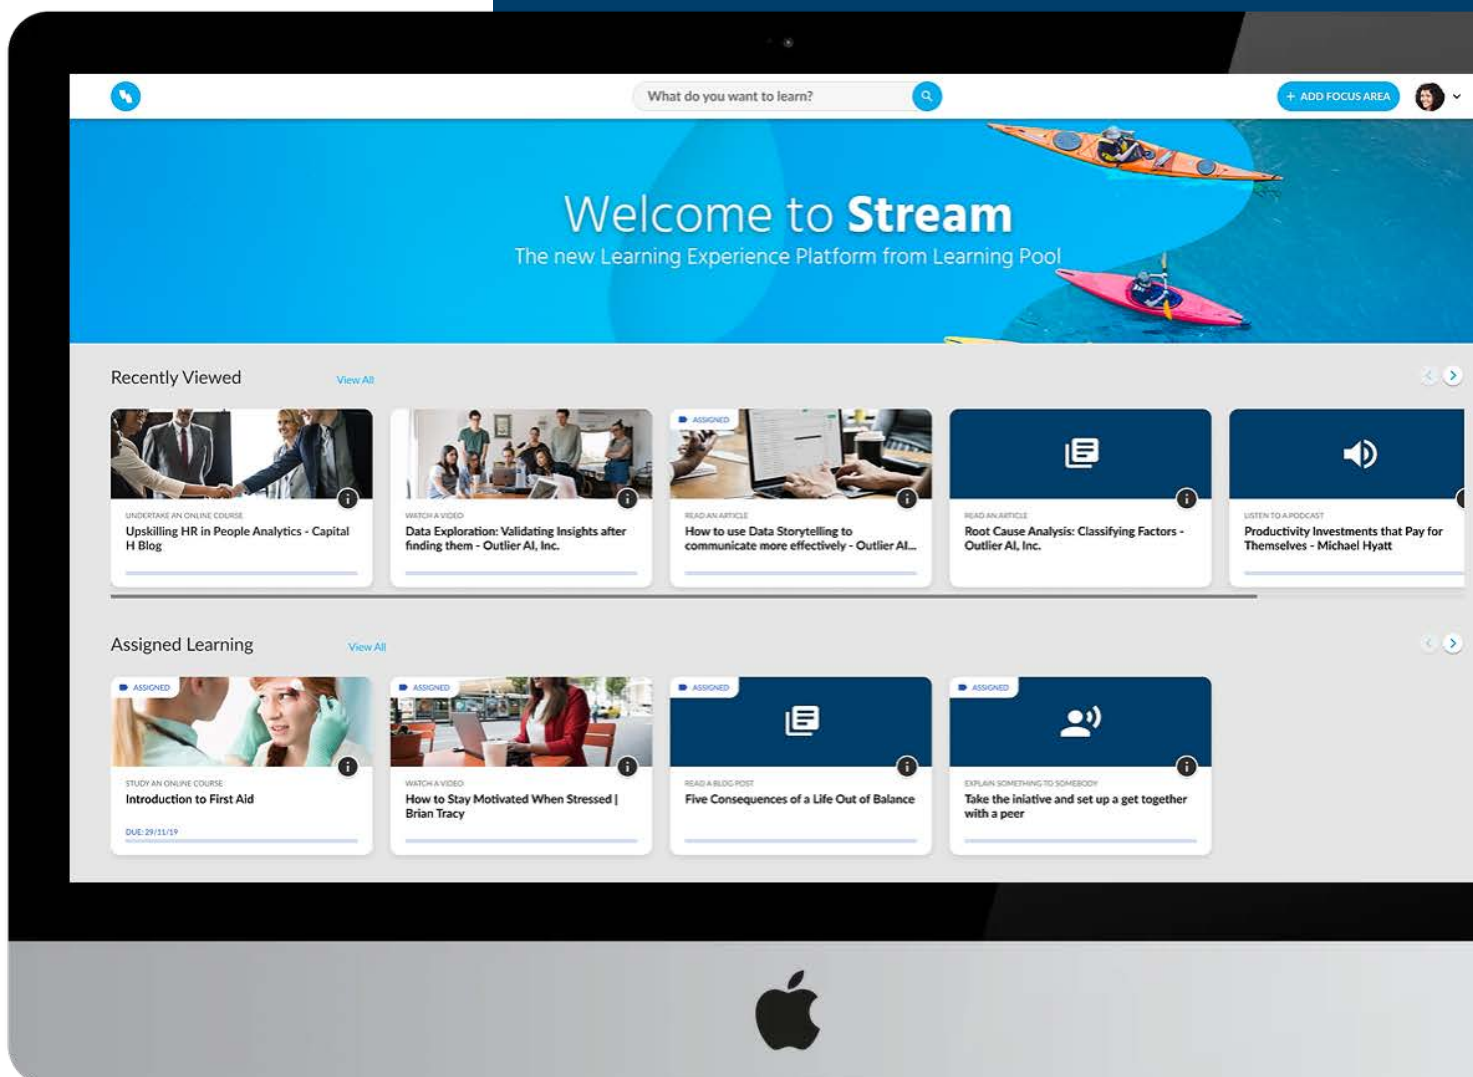 What do you want to learn?
+ ADD FOCUS AREA
Welcome to Stream
The new Learning Experience Platform from Learning Pool
Recently Viewed
View All
UNDERTAKE AN ONLINE COURSE
Upskilling HR in People Analytics - Capital
H Blog
WATCH A VIDEO
Data Exploration: Validating Insights after
finding them - Outlier AI, Inc.
ASSIGNED
READ AN ARTICLE
How to use Data Storytelling to
communicate more effectively - Outlier AI...
READ AN ARTICLE
Root Cause Analysis: Classifying Factors -
Outlier AI, Inc.
LISTEN TO A PODCAST
Productivity Investments that Pay for
Themselves - Michael Hyatt
Assigned Learning
View All
ASSIGNED
STUDY AN ONLINE COURSE
Introduction to First Aid
DUE: 29/11/19
ASSIGNED
WATCH A VIDEO
How to Stay Motivated When Stressed |
Brian Tracy
ASSIGNED
READ A BLOG POST
Five Consequences of a Life Out of Balance
ASSIGNED
EXPLAIN SOMETHING TO SOMEBODY
Take the iniative and set up a get together
with a peer